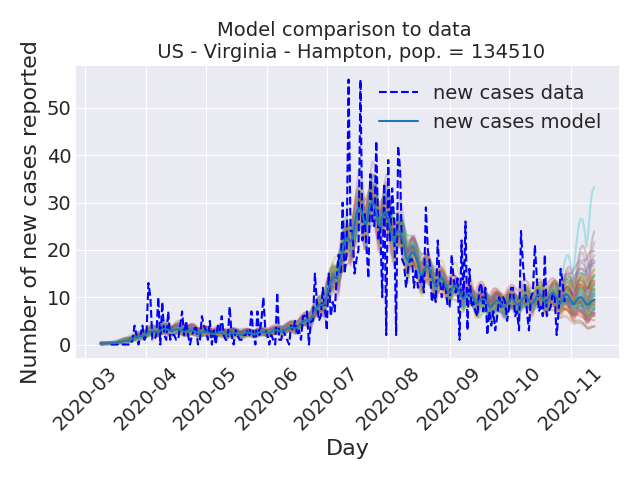 Model comparison to data
US - Virginia - Hampton, pop. = 134510
Number of new cases reported
50
40
30
20
10
0
new cases data
new cases model
2020-03
2020-04
2020-05
2020-06
2020-07
2020-08
2020-09
2020-10
2020-11
Day